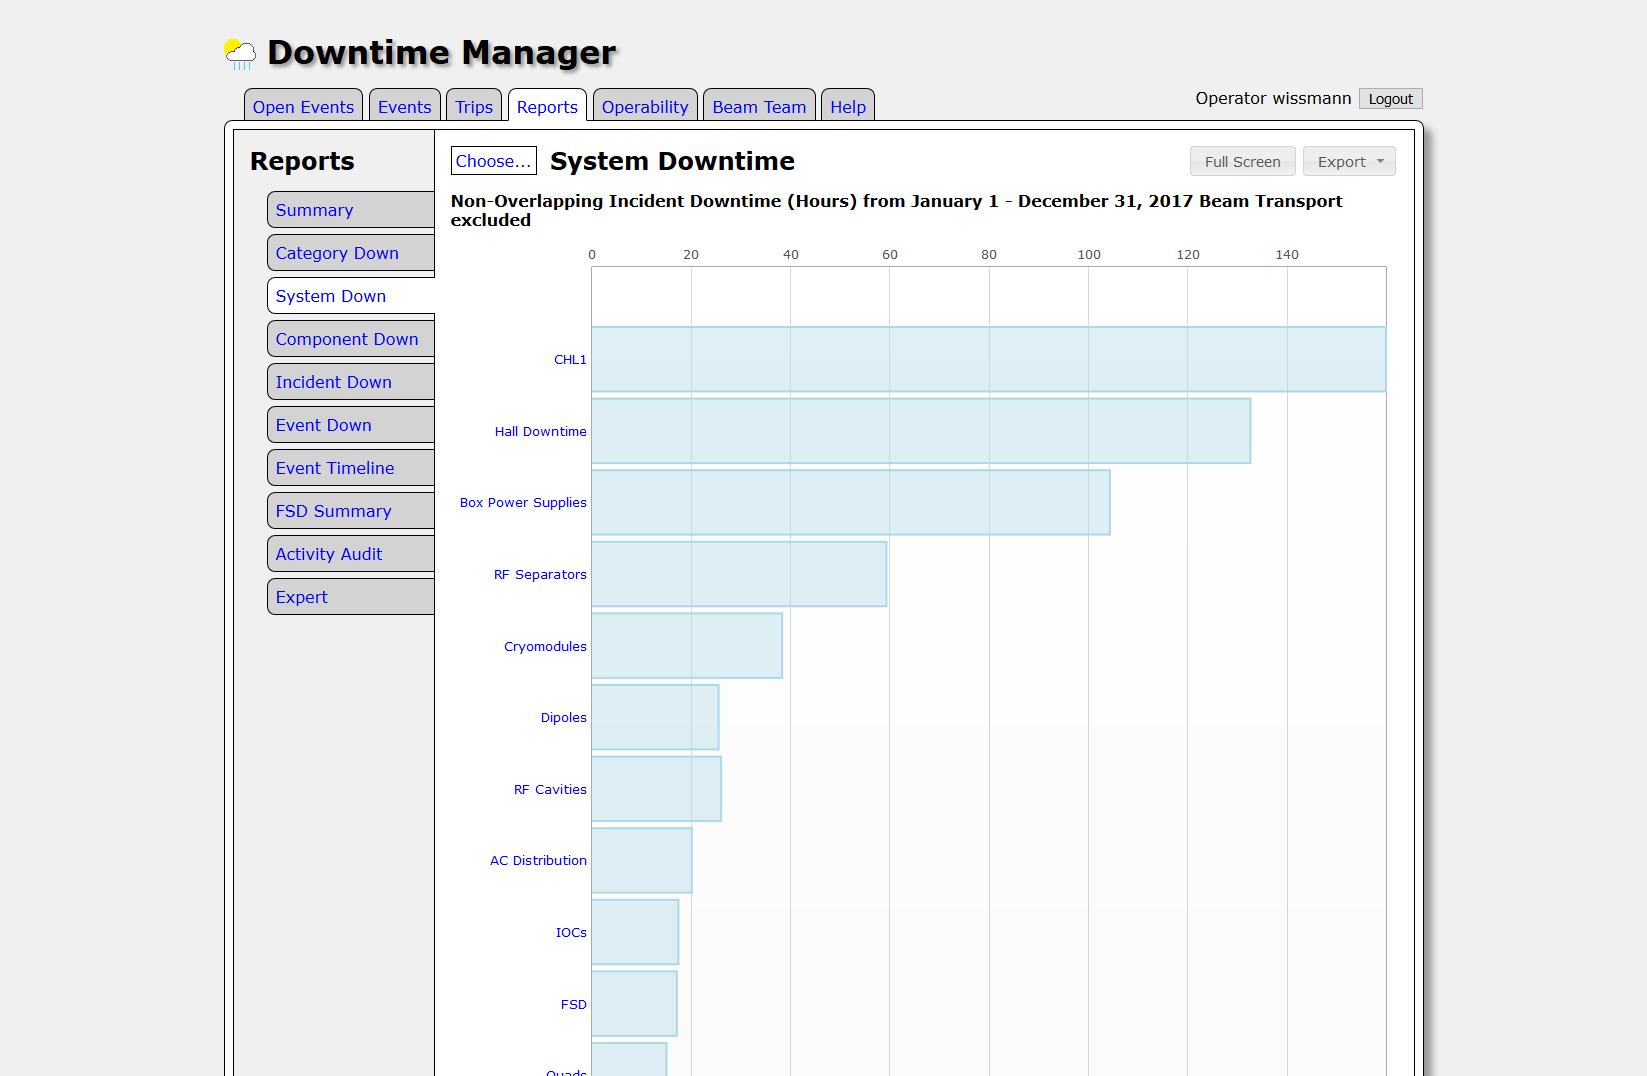 Downtime Manager
Open Events
Events
Trips
Reports
Operability
Beam Team
Help
Operator wissmann
Logout
Reports
Summary
Category Down
System Down
Component Down
Incident Down
Event Down
Event Timeline
FSD Summary
Activity Audit
Expert
Choose...
System Downtime
Full Screen
Export
Non-Overlapping Incident Downtime (Hours) from January 1 - December 31, 2017 Beam Transport
excluded
0 20 40 60 80 100 120 140
CHL1
Hall Downtime
Box Power Supplies
RF Separators
Cryomodules
Dipoles
RF Cavities
AC Distribution
IOCs
FSD
Quads